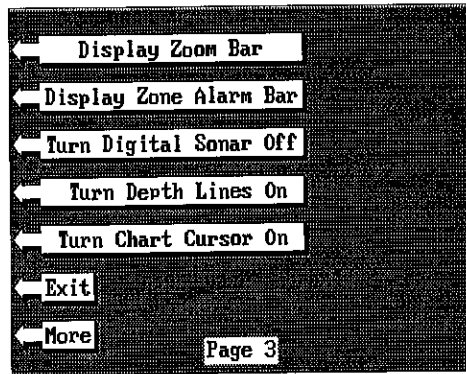 Display Zoom Bar
Display Zone Alarm Bar
Turn Digital Sonar Off
Turn Depth Lines On
Turn Chart Cursor On
Exit
More
Page 3